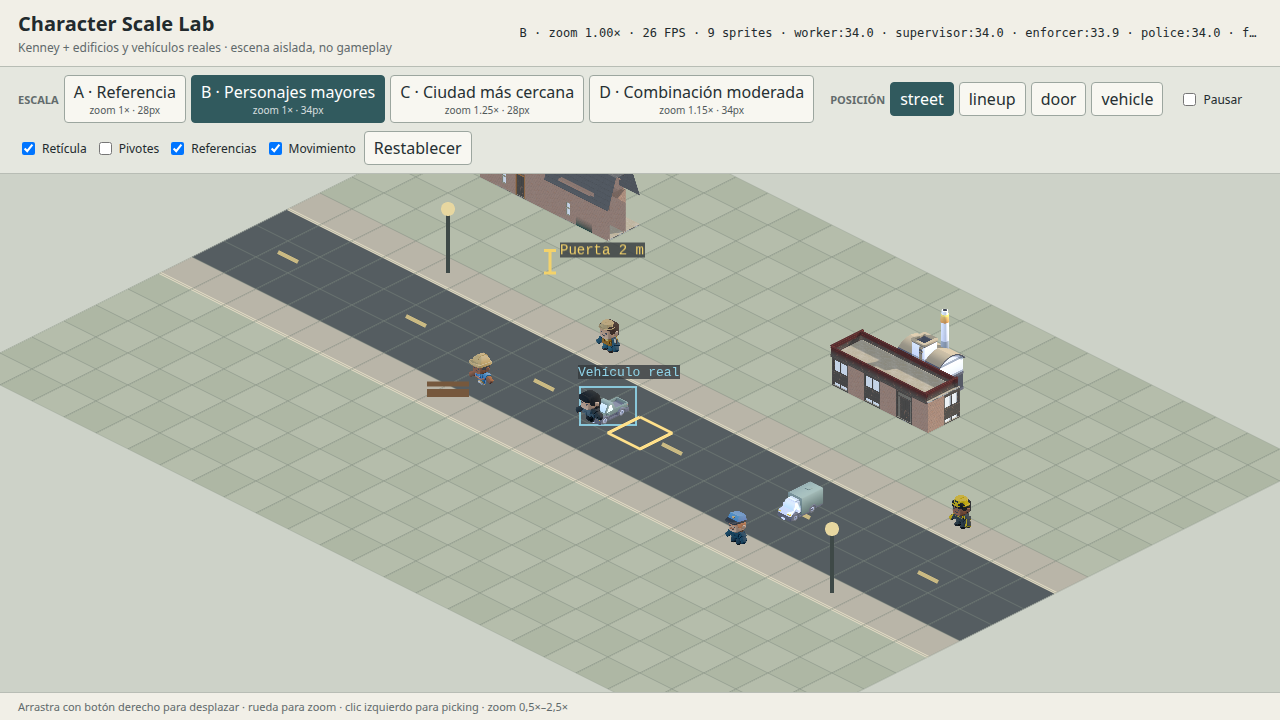 Character Scale Lab
Kenney + edificios y vehículos reales · escena aislada, no gameplay
B · zoom 1.00× · 26 FPS · 9 sprites · worker:34.0 · supervisor:34.0 · enforcer:33.9 · police:34.0 · f…
ESCALA
A · Referencia
zoom 1× · 28px
B · Personajes mayores
zoom 1× · 34px
C · Ciudad más cercana
zoom 1.25× · 28px
D · Combinación moderada
zoom 1.15× · 34px
POSICIÓN
street
lineup
door
vehicle
Pausar
Retícula
Pivotes
Referencias
Movimiento
Restablecer
Puerta 2 m
Vehículo real
Arrastra con botón derecho para desplazar · rueda para zoom · clic izquierdo para picking · zoom 0,5×–2,5×